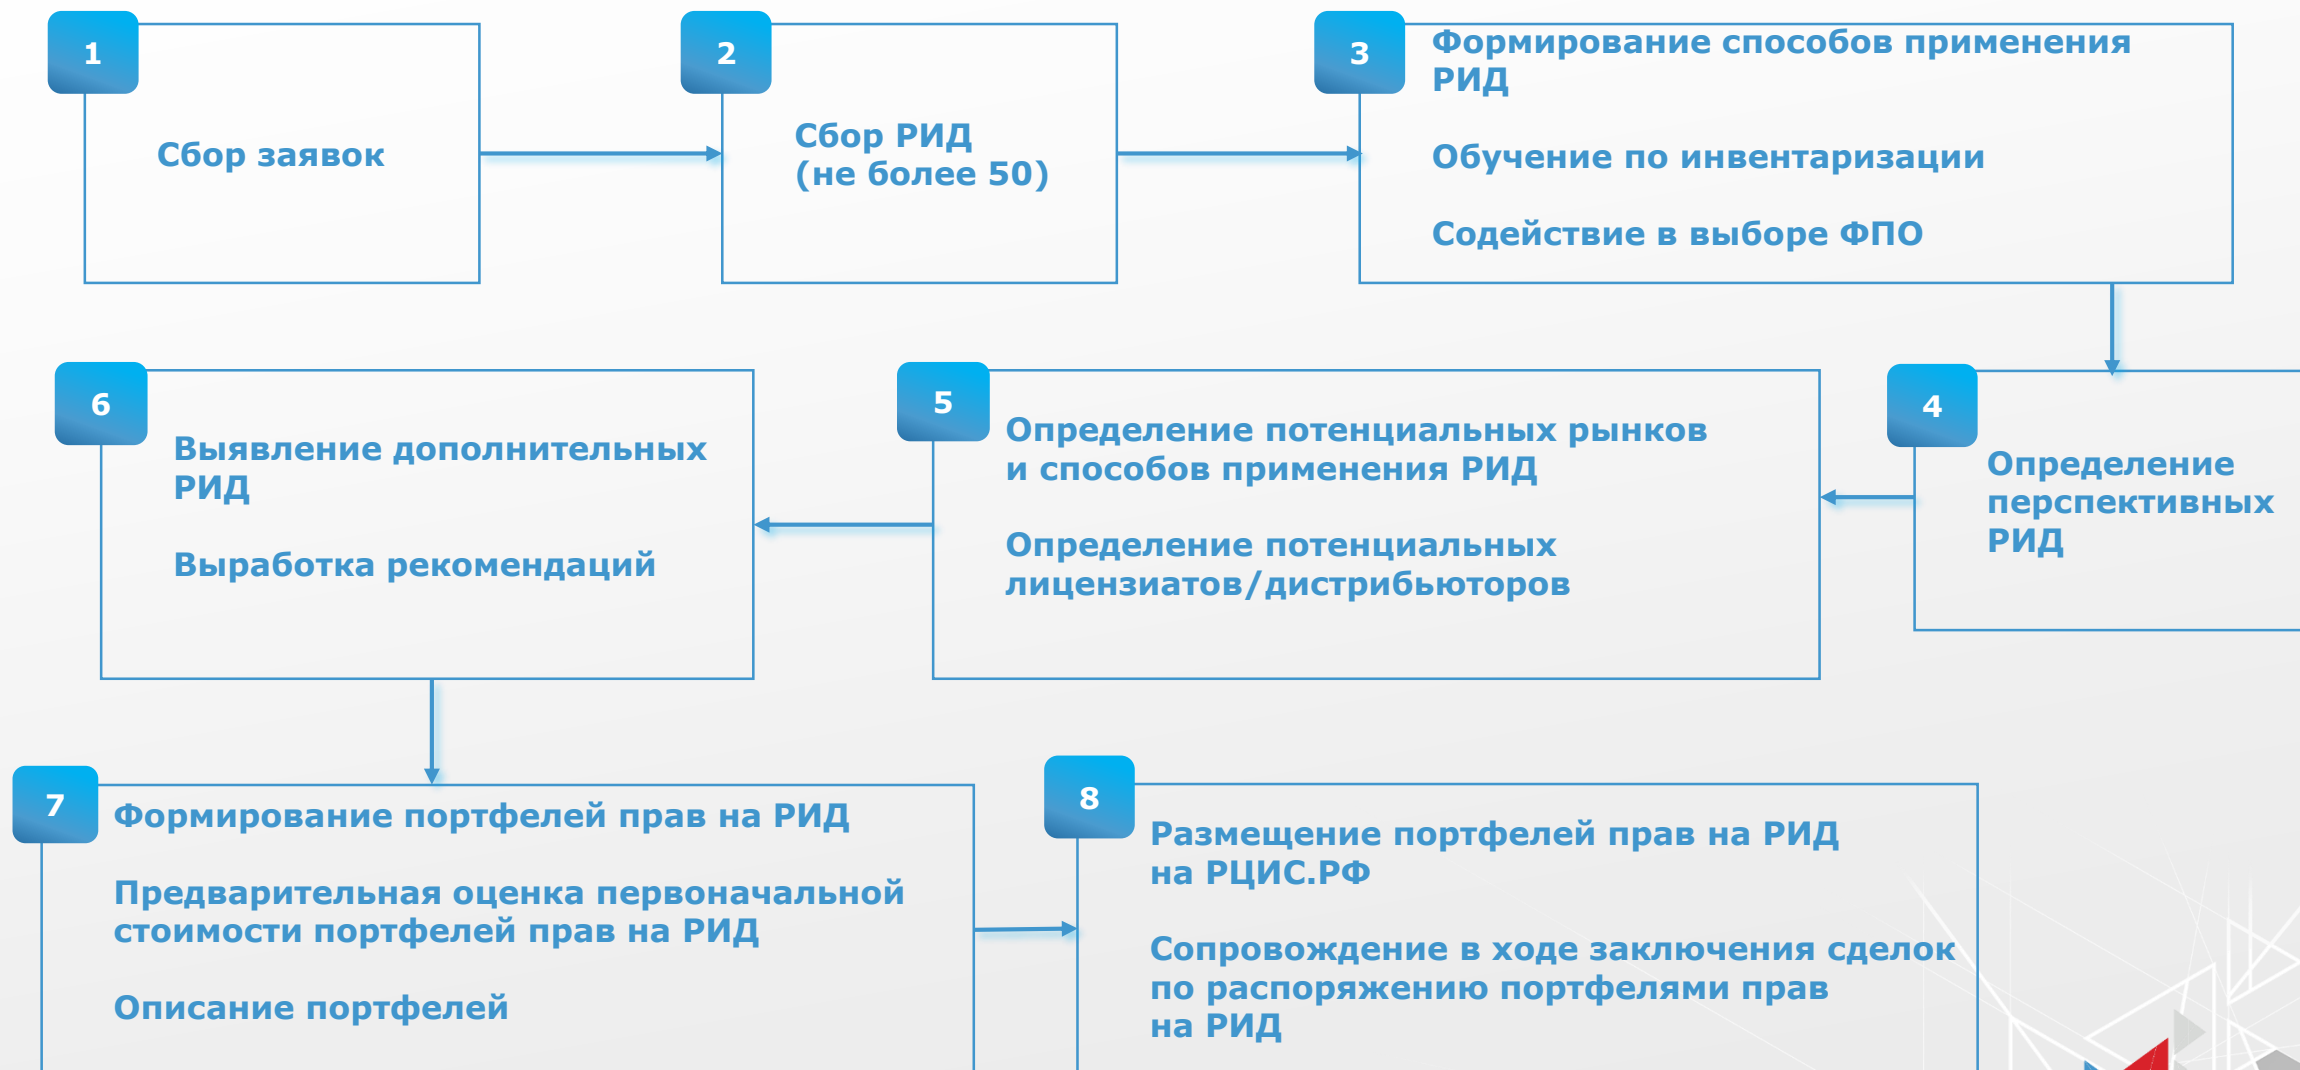 1
Сбор заявок
2
Сбор РИД
(не более 50)
3
Формирование способов применения
РИД
Обучение по инвентаризации
Содействие в выборе ФПО
4
Определение
перспективных
РИД
5
Определение потенциальных рынков
и способов применения РИД
Определение потенциальных
лицензиатов/дистрибьюторов
6
Выявление дополнительных
РИД
Выработка рекомендаций
7
Формирование портфелей прав на РИД
Предварительная оценка первоначальной
стоимости портфелей прав на РИД
Описание портфелей
8
Размещение портфелей прав на РИД
на РЦИС.РФ
Сопровождение в ходе заключения сделок
по распоряжению портфелями прав
на РИД